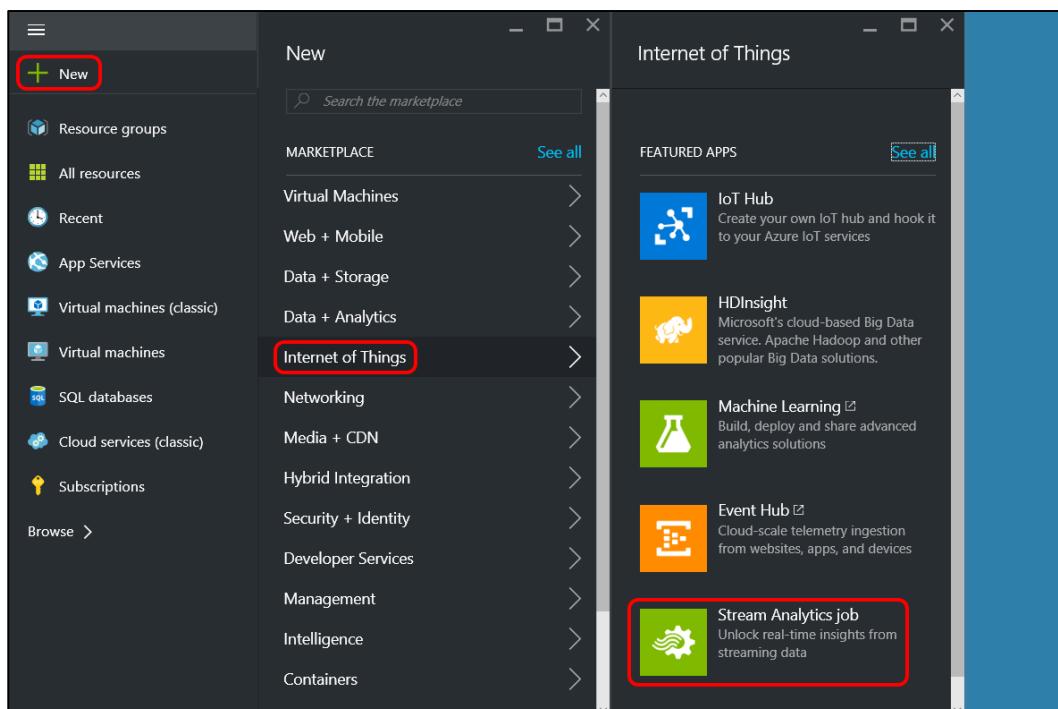 New
Resource groups
All resources
Recent
App Services
Virtual machines (classic)
Virtual machines
SQL databases
Cloud services (classic)
Subscriptions
Browse
New
Search the marketplace
MARKETPLACE
See all
Virtual Machines
Web + Mobile
Data + Storage
Data + Analytics
Internet of Things
Networking
Media + CDN
Hybrid Integration
Security + Identity
Developer Services
Management
Intelligence
Containers
Internet of Things
FEATURED APPS
See all
IoT Hub
Create your own IoT hub and hook it
to your Azure IoT services
HDInsight
Microsoft's cloud-based Big Data
service. Apache Hadoop and other
popular Big Data solutions.
Machine Learning
Build, deploy and share advanced
analytics solutions
Event Hub
Cloud-scale telemetry ingestion
from websites, apps, and devices
Stream Analytics job
Unlock real-time insights from
streaming data